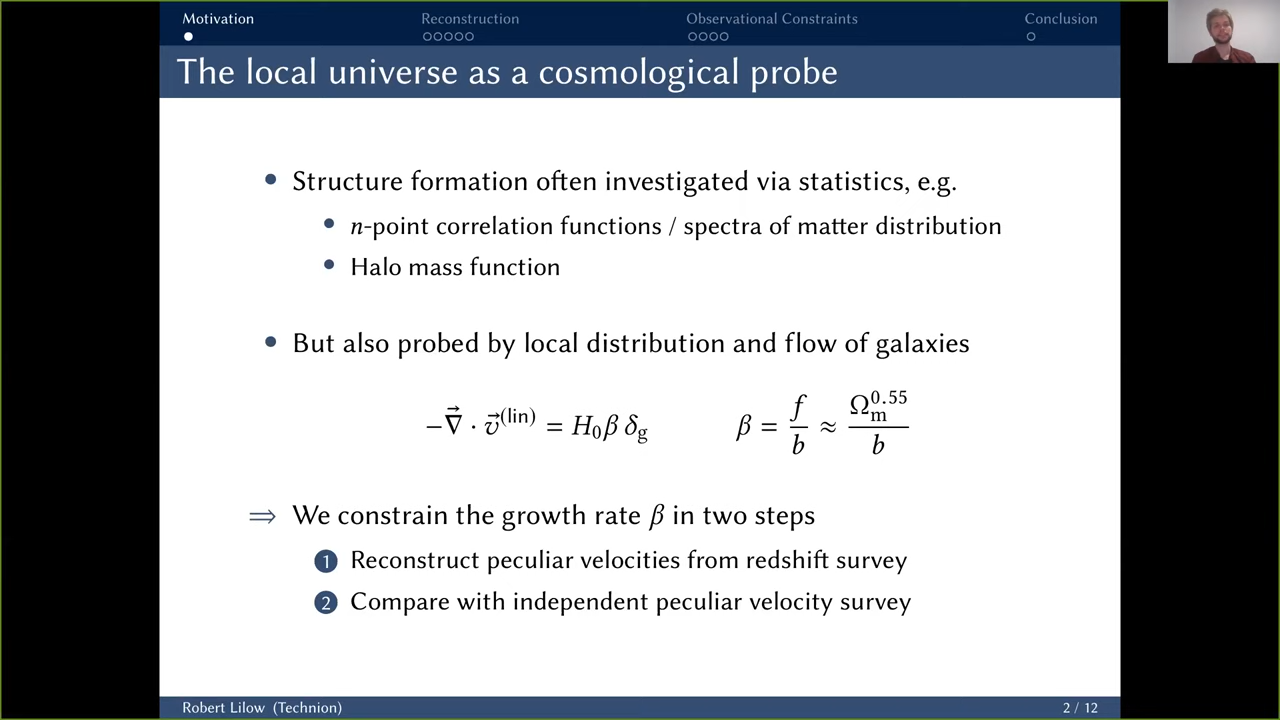 Motivation
Reconstruction
Observational Constraints
Conclusion
The local universe as a cosmological probe
• Structure formation often investigated via statistics, e.g.
• n-point correlation functions / spectra of matter distribution
• Halo mass function
• But also probed by local distribution and flow of galaxies
−∇⃗ · v⃗^(lin) = H₀β δ_g    β = f/b ≈ Ω_m^0.55/b
⟹ We constrain the growth rate β in two steps
1 Reconstruct peculiar velocities from redshift survey
2 Compare with independent peculiar velocity survey
Robert Lilow (Technion)
2 / 12